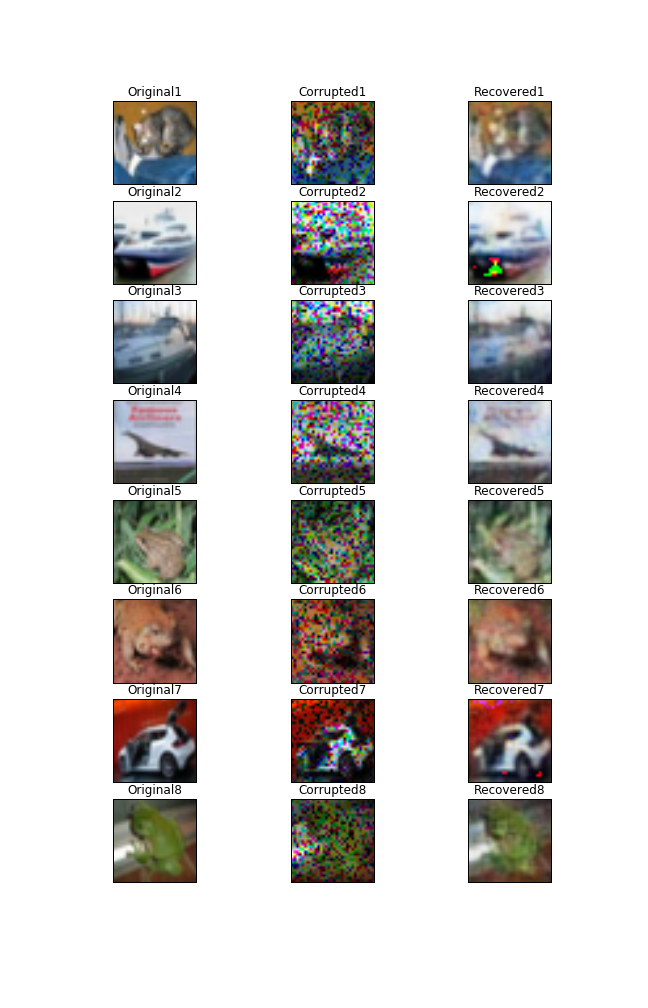 Original1 Corrupted1 Recovered1
Original2 Corrupted2 Recovered2
Original3 Corrupted3 Recovered3
Original4 Corrupted4 Recovered4
Original5 Corrupted5 Recovered5
Original6 Corrupted6 Recovered6
Original7 Corrupted7 Recovered7
Original8 Corrupted8 Recovered8